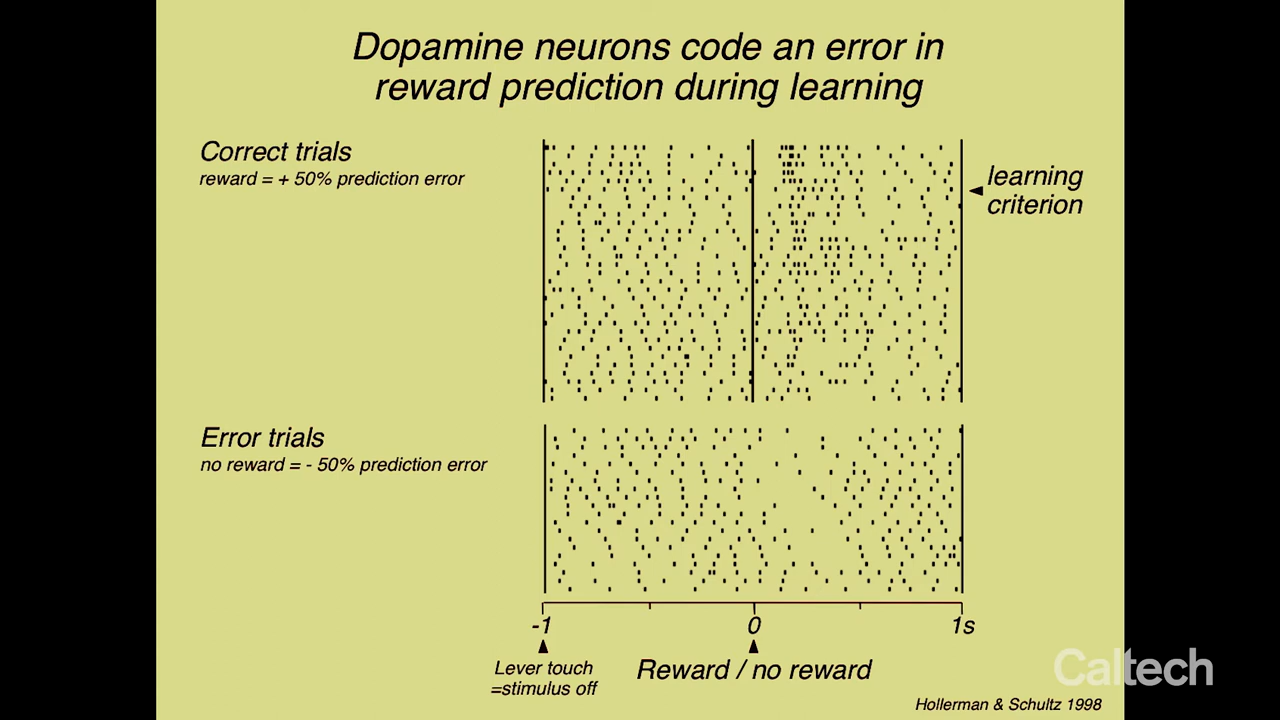 Dopamine neurons code an error in
reward prediction during learning
Correct trials
reward = + 50% prediction error
learning
criterion
Error trials
no reward = - 50% prediction error
-1
0
1s
Lever touch
=stimulus off
Reward / no reward
Caltech
Hollerman & Schultz 1998